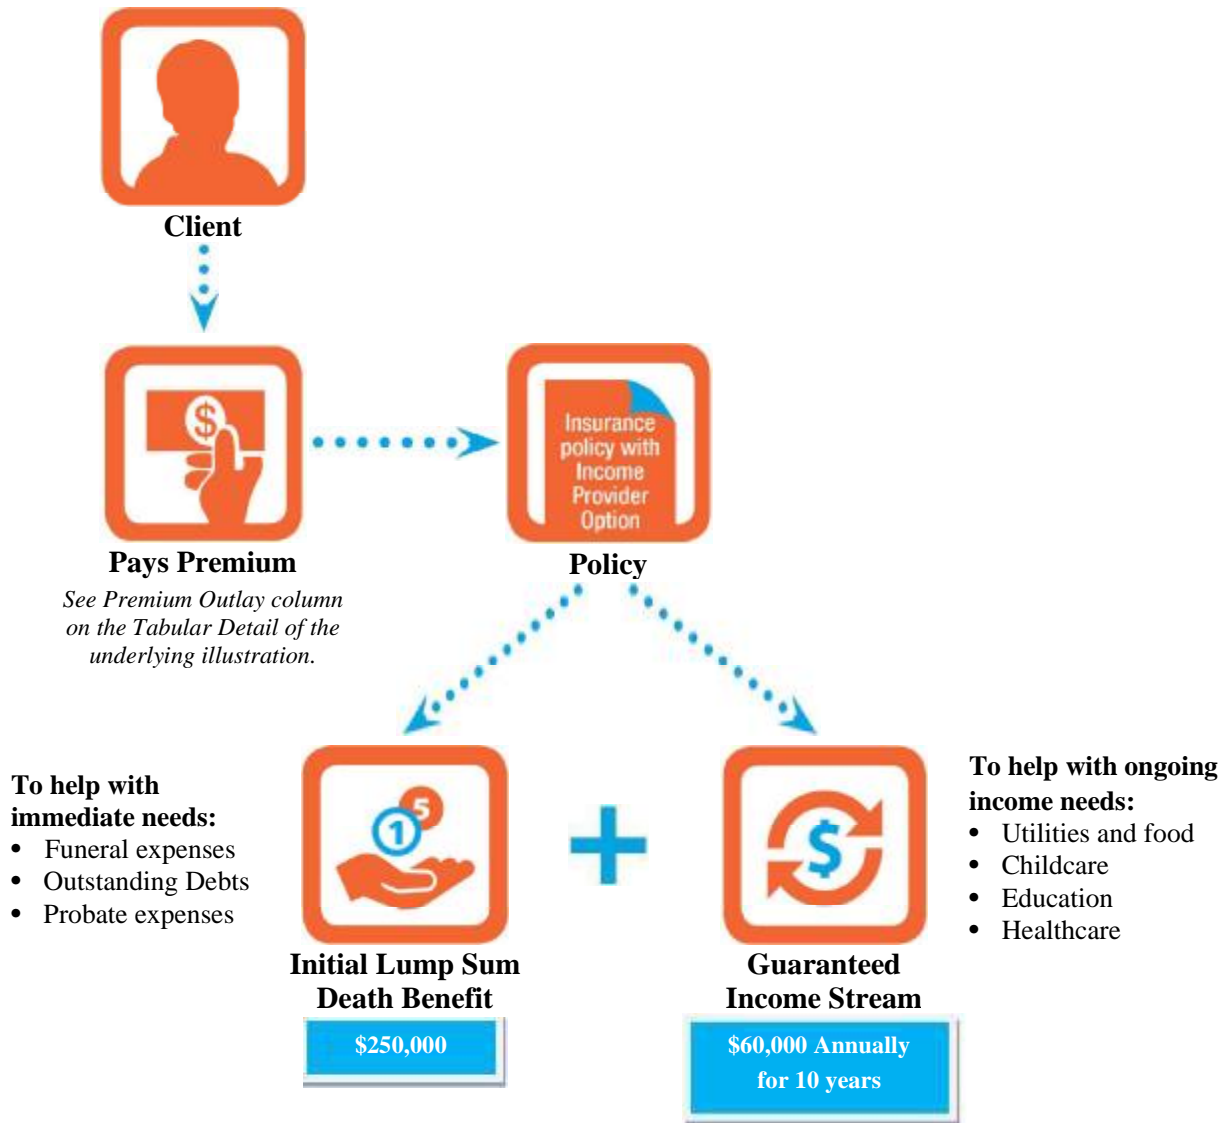 Client
$
Pays Premium
See Premium Outlay column
on the Tabular Detail of the
underlying illustration.
Insurance
policy with
Income
Provider
Option
Policy
To help with
immediate needs:
• Funeral expenses
• Outstanding Debts
• Probate expenses
5
1
Initial Lump Sum
Death Benefit
$250,000
+
$
Guaranteed
Income Stream
$60,000 Annually
for 10 years
To help with ongoing
income needs:
• Utilities and food
• Childcare
• Education
• Healthcare